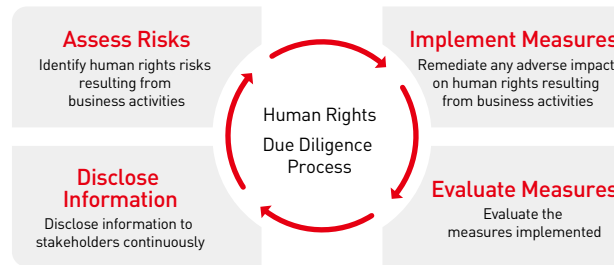 Assess Risks
Identify human rights risks
resulting from
business activities
Implement Measures
Remediate any adverse impact
on human rights resulting
from business activities
Human Rights
Due Diligence
Process
Disclose
Information
Disclose information to
stakeholders continuously
Evaluate Measures
Evaluate the
measures implemented